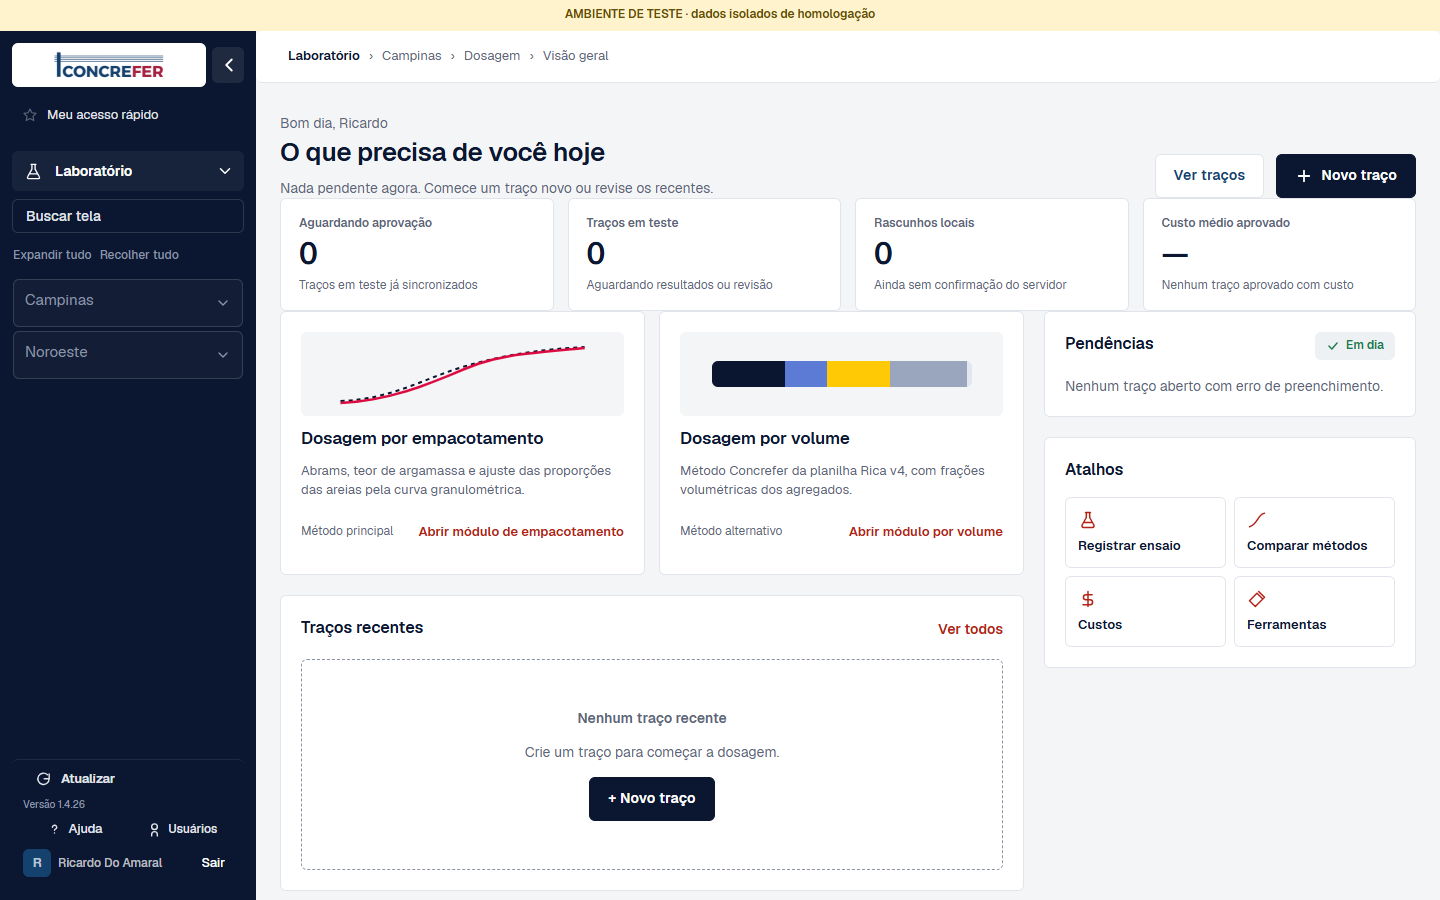 AMBIENTE DE TESTE · dados isolados de homologação
CONCREFER
Meu acesso rápido
Laboratório
Buscar tela
Expandir tudo Recolher tudo
Campinas
Noroeste
Atualizar
Versão 1.4.26
? Ajuda Usuários
R Ricardo Do Amaral Sair
Laboratório › Campinas › Dosagem › Visão geral
Bom dia, Ricardo
O que precisa de você hoje
Nada pendente agora. Comece um traço novo ou revise os recentes.
Ver traços
+ Novo traço
Aguardando aprovação
0
Traços em teste já sincronizados
Traços em teste
0
Aguardando resultados ou revisão
Rascunhos locais
0
Ainda sem confirmação do servidor
Custo médio aprovado
—
Nenhum traço aprovado com custo
Dosagem por empacotamento
Abrams, teor de argamassa e ajuste das proporções
das areias pela curva granulométrica.
Método principal Abrir módulo de empacotamento
Dosagem por volume
Método Concrefer da planilha Rica v4, com frações
volumétricas dos agregados.
Método alternativo Abrir módulo por volume
Pendências
Em dia
Nenhum traço aberto com erro de preenchimento.
Atalhos
Registrar ensaio
Comparar métodos
Custos
Ferramentas
Traços recentes
Ver todos
Nenhum traço recente
Crie um traço para começar a dosagem.
+ Novo traço